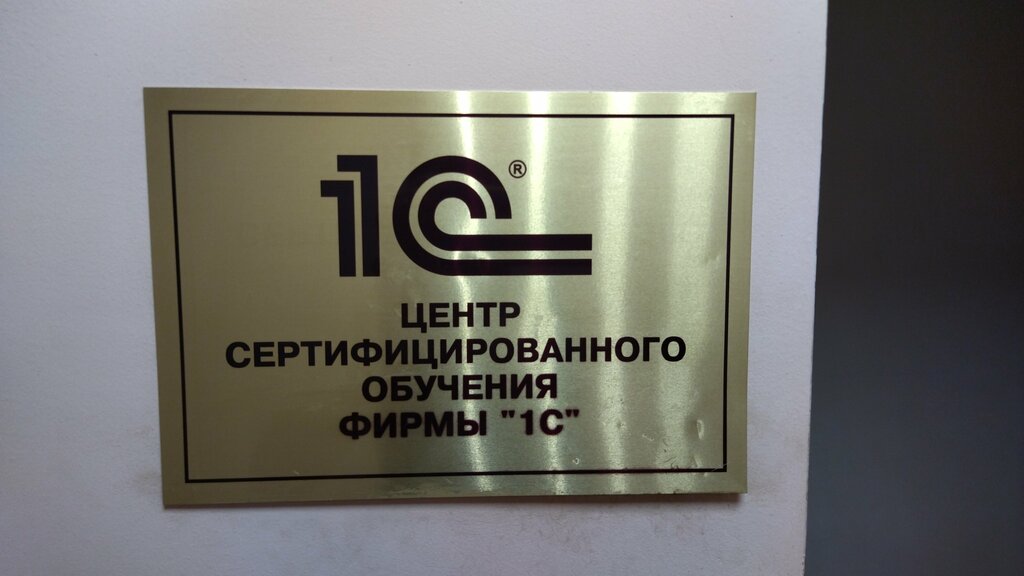 1С®
ЦЕНТР
СЕРТИФИЦИРОВАННОГО
ОБУЧЕНИЯ
ФИРМЫ "1С"